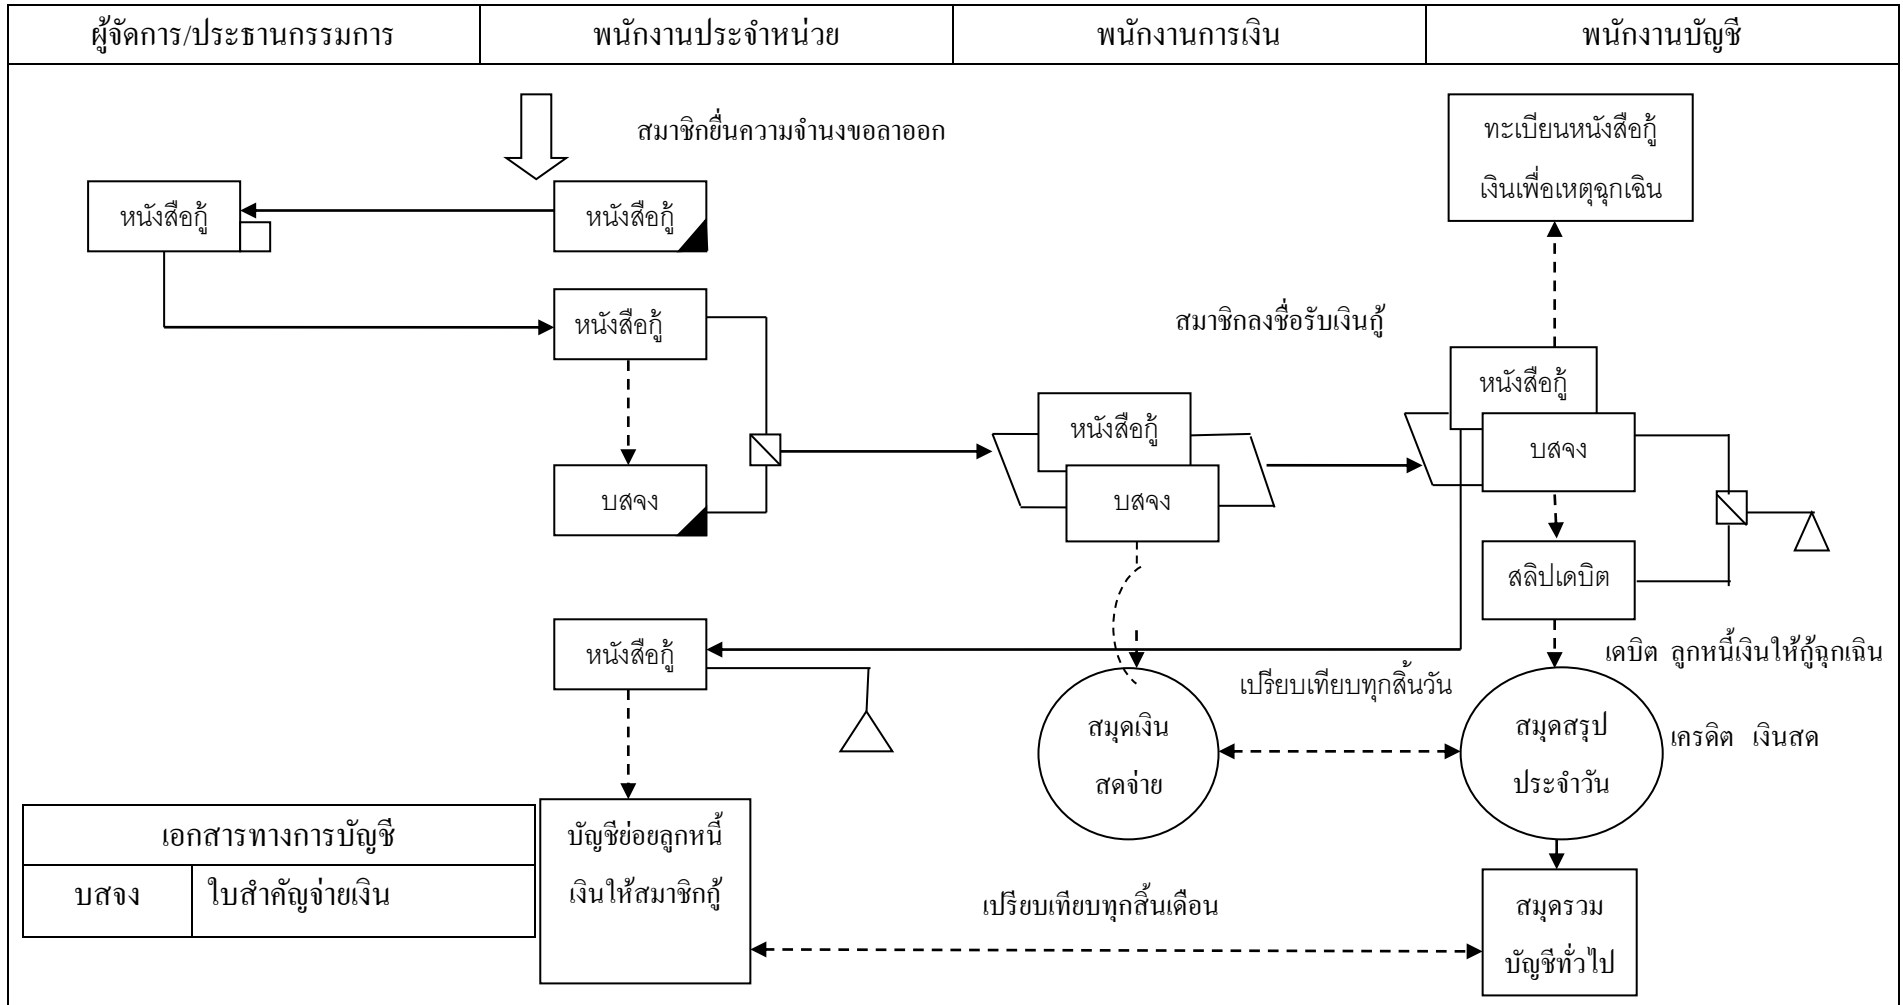 ผู้จัดการ/ประธานกรรมการ
พนักงานประจำหน่วย
พนักงานการเงิน
พนักงานบัญชี
สมาชิกยื่นความจำนงขอลาออก
ทะเบียนหนังสือกู้
เงินเพื่อเหตุฉุกเฉิน
หนังสือกู้
หนังสือกู้
หนังสือกู้
สมาชิกลงชื่อรับเงินกู้
หนังสือกู้
หนังสือกู้
บสจง
บสจง
บสจง
สลิปเดบิต
หนังสือกู้
เดบิต ลูกหนี้เงินให้กู้ฉุกเฉิน
เปรียบเทียบทุกสิ้นวัน
สมุดเงิน
สดจ่าย
สมุดสรุป
ประจำวัน
เครดิต เงินสด
เอกสารทางการบัญชี
บสจง ใบสำคัญจ่ายเงิน
บัญชีย่อยลูกหนี้
เงินให้สมาชิกกู้
เปรียบเทียบทุกสิ้นเดือน
สมุดรวม
บัญชีทั่วไป